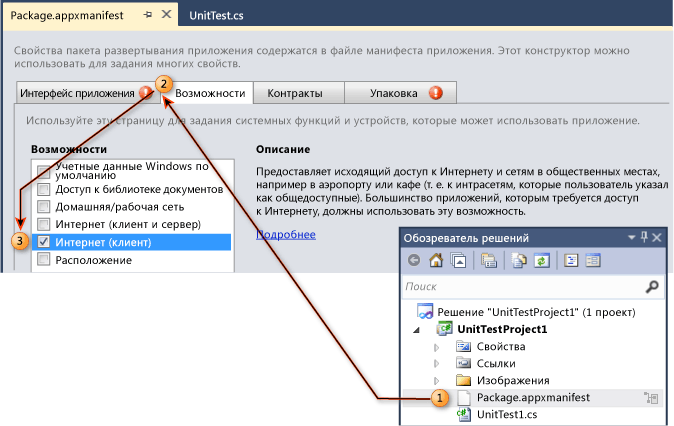 Package.appxmanifest
UnitTest.cs
Свойства пакета развертывания приложения содержатся в файле манифеста приложения. Этот конструктор можно
использовать для задания многих свойств.
Интерфейс приложения
2
Возможности
Контракты
Упаковка
Используйте эту страницу для задания системных функций и устройств, которые может использовать приложение.
Возможности
Учетные данные Windows по
умолчанию
Доступ к библиотеке документов
Домашняя/рабочая сеть
Интернет (клиент и сервер)
3
Интернет (клиент)
Расположение
Описание
Предоставляет исходящий доступ к Интернету и сетям в общественных местах,
например в аэропорту или кафе (т. е. к интрасетям, которые пользователь указал
как общедоступные). Большинство приложений, которым требуется доступ
к Интернету, должны использовать эту возможность.
Подробнее
Обозреватель решений
Поиск
Решение "UnitTestProject1" (1 проект)
UnitTestProject1
Свойства
Ссылки
Изображения
1
Package.appxmanifest
UnitTest1.cs